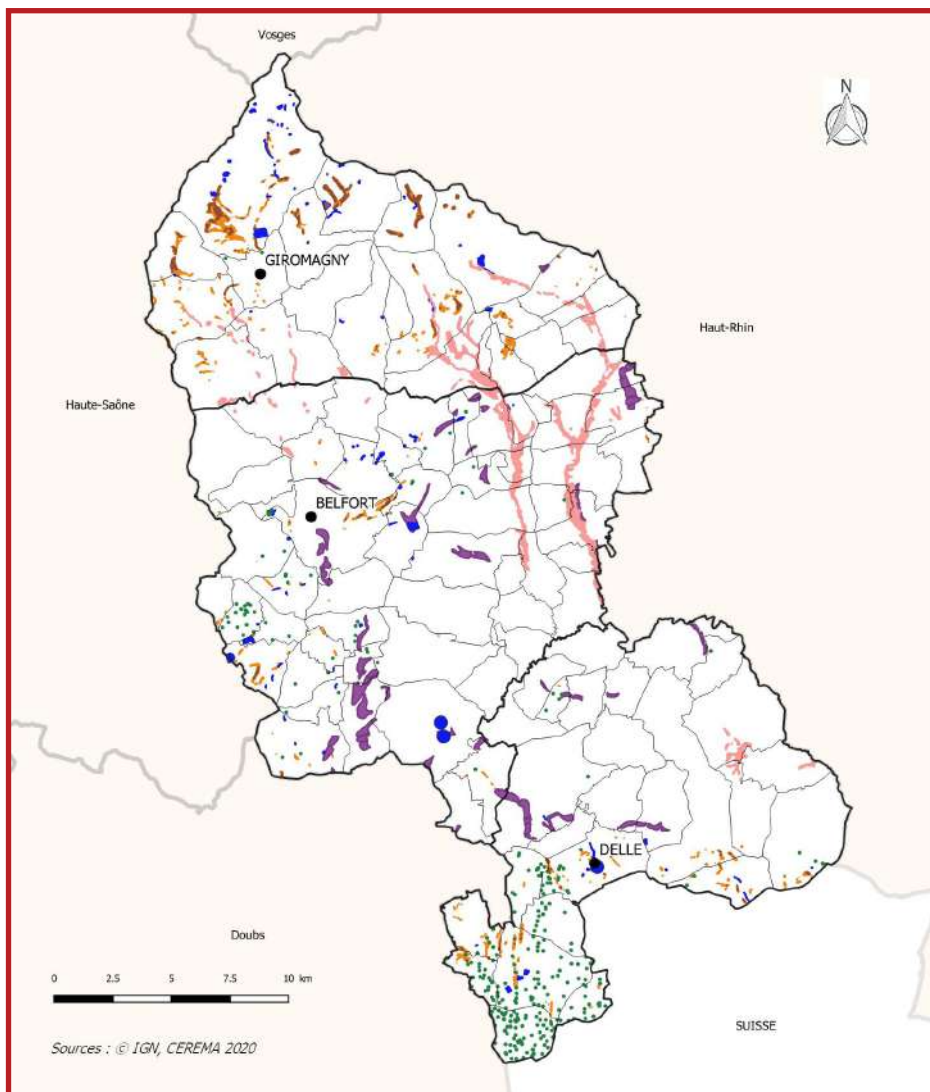 Vosges
N
GIROMAGNY
Haut-Rhin
Haute-Saône
BELFORT
DELLE
Doubs
0 2.5 5 7.5 10 km
SUISSE
Sources : © IGN, CEREMA 2020